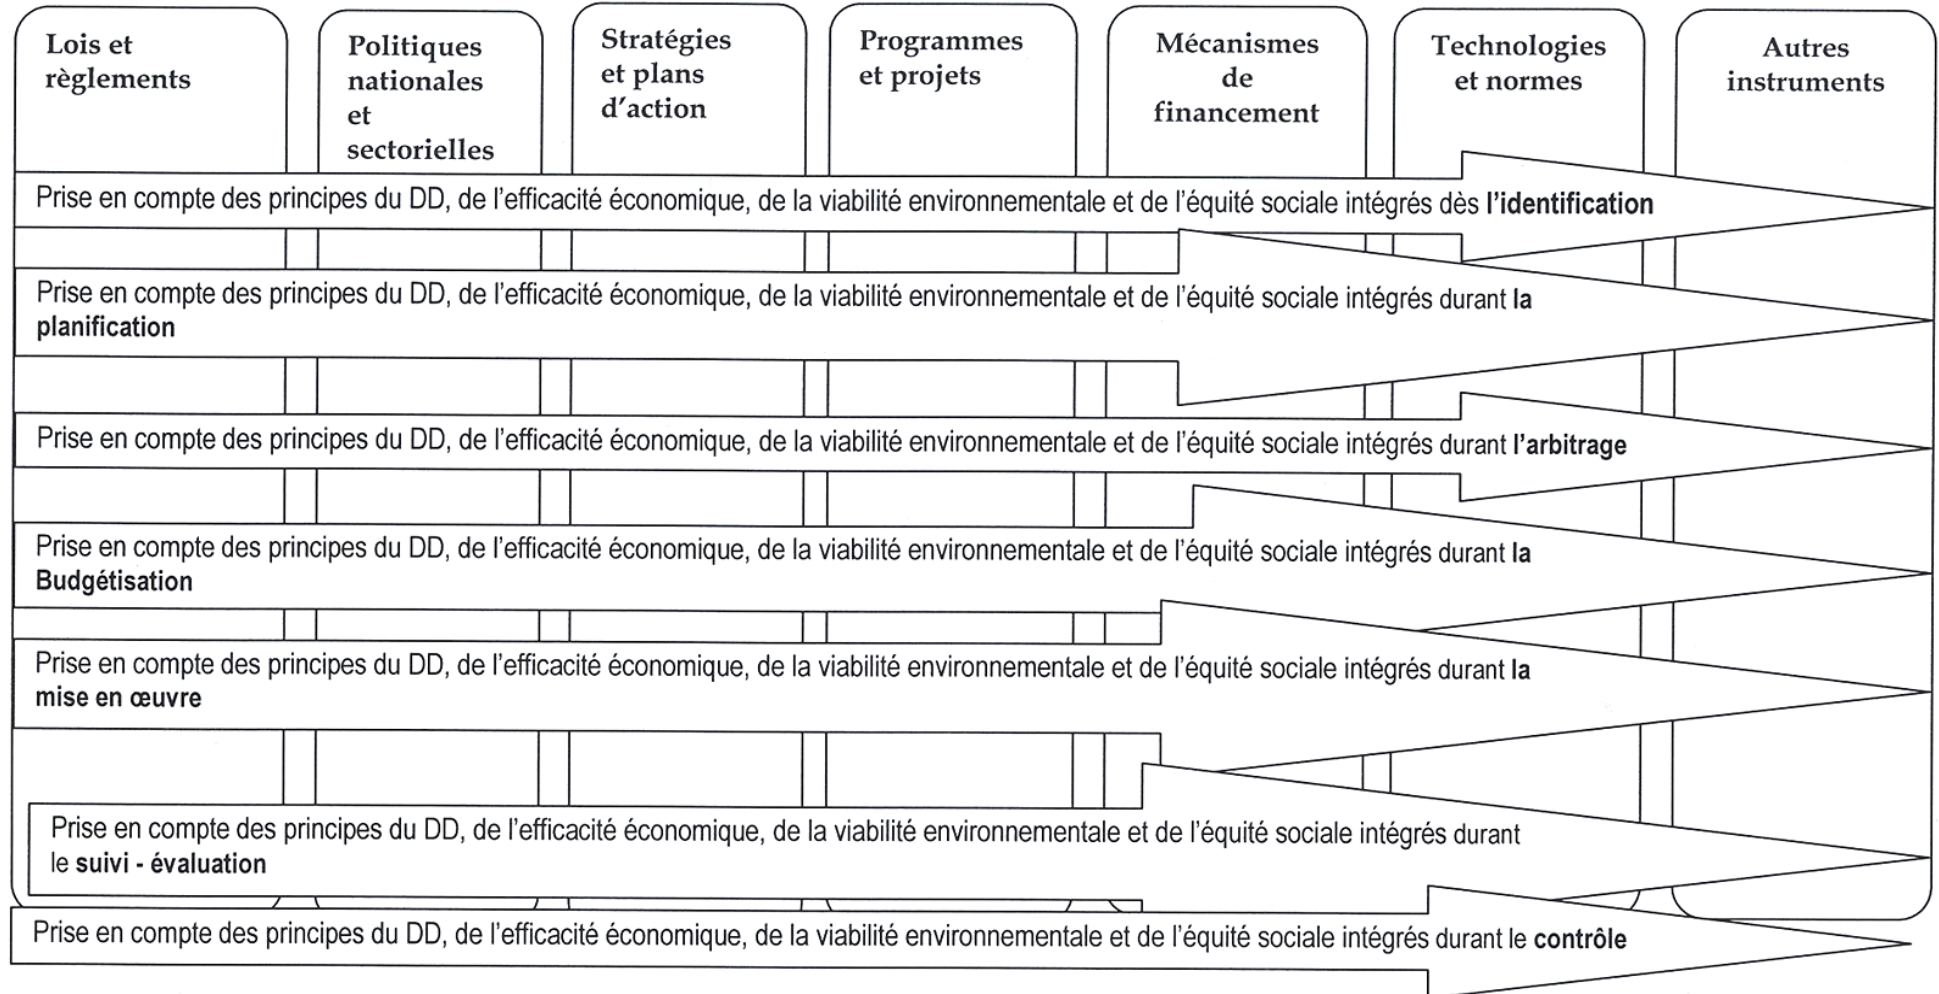 Lois et
règlements
Politiques
nationales
et
sectorielles
Stratégies
et plans
d'action
Programmes
et projets
Mécanismes
de
financement
Technologies
et normes
Autres
instruments
Prise en compte des principes du DD, de l'efficacité économique, de la viabilité environnementale et de l'équité sociale intégrés dès l'identification
Prise en compte des principes du DD, de l'efficacité économique, de la viabilité environnementale et de l'équité sociale intégrés durant la
planification
Prise en compte des principes du DD, de l'efficacité économique, de la viabilité environnementale et de l'équité sociale intégrés durant l'arbitrage
Prise en compte des principes du DD, de l'efficacité économique, de la viabilité environnementale et de l'équité sociale intégrés durant la
Budgétisation
Prise en compte des principes du DD, de l'efficacité économique, de la viabilité environnementale et de l'équité sociale intégrés durant la
mise en œuvre
Prise en compte des principes du DD, de l'efficacité économique, de la viabilité environnementale et de l'équité sociale intégrés durant
le suivi - évaluation
Prise en compte des principes du DD, de l'efficacité économique, de la viabilité environnementale et de l'équité sociale intégrés durant le contrôle